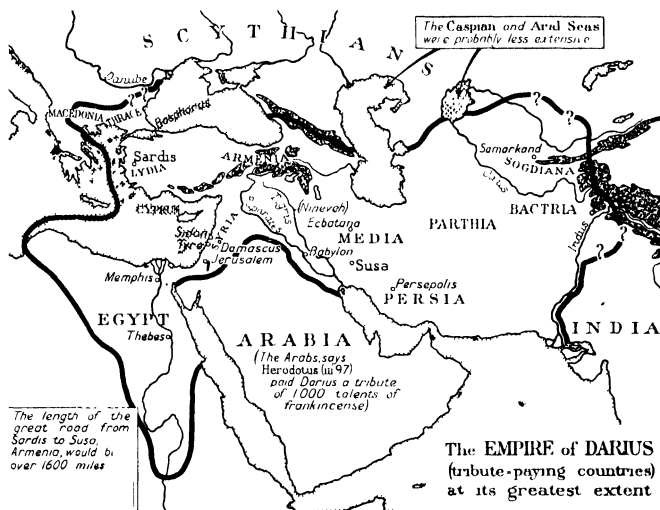 SCYTHIANS
The Caspian and Aral Seas
were probably less extensive
Danube
?
?
?
?
MACEDONIA
THRACE
Bosphorus
Sardis
LYDIA
ARMENIA
Samarkand
SOGDIANA
Oxus
BACTRIA
CYPRUS
SYRIA
Euphrates
Tigris
(Nineveh)
Ecbatana
MEDIA
PARTHIA
Indus
?
Sidon
Tyre
Damascus
Jerusalem
Babylon
Susa
Memphis
Persepolis
PERSIA
EGYPT
Thebes
ARABIA
(The Arabs, says
Herodotus (iii 97)
paid Darius a tribute
of 1000 talents of
frankincense)
INDIA
The length of the
great road from
Sardis to Susa,
Armenia, would b
over 1600 miles
The EMPIRE of DARIUS
(tribute-paying countries)
at its greatest extent